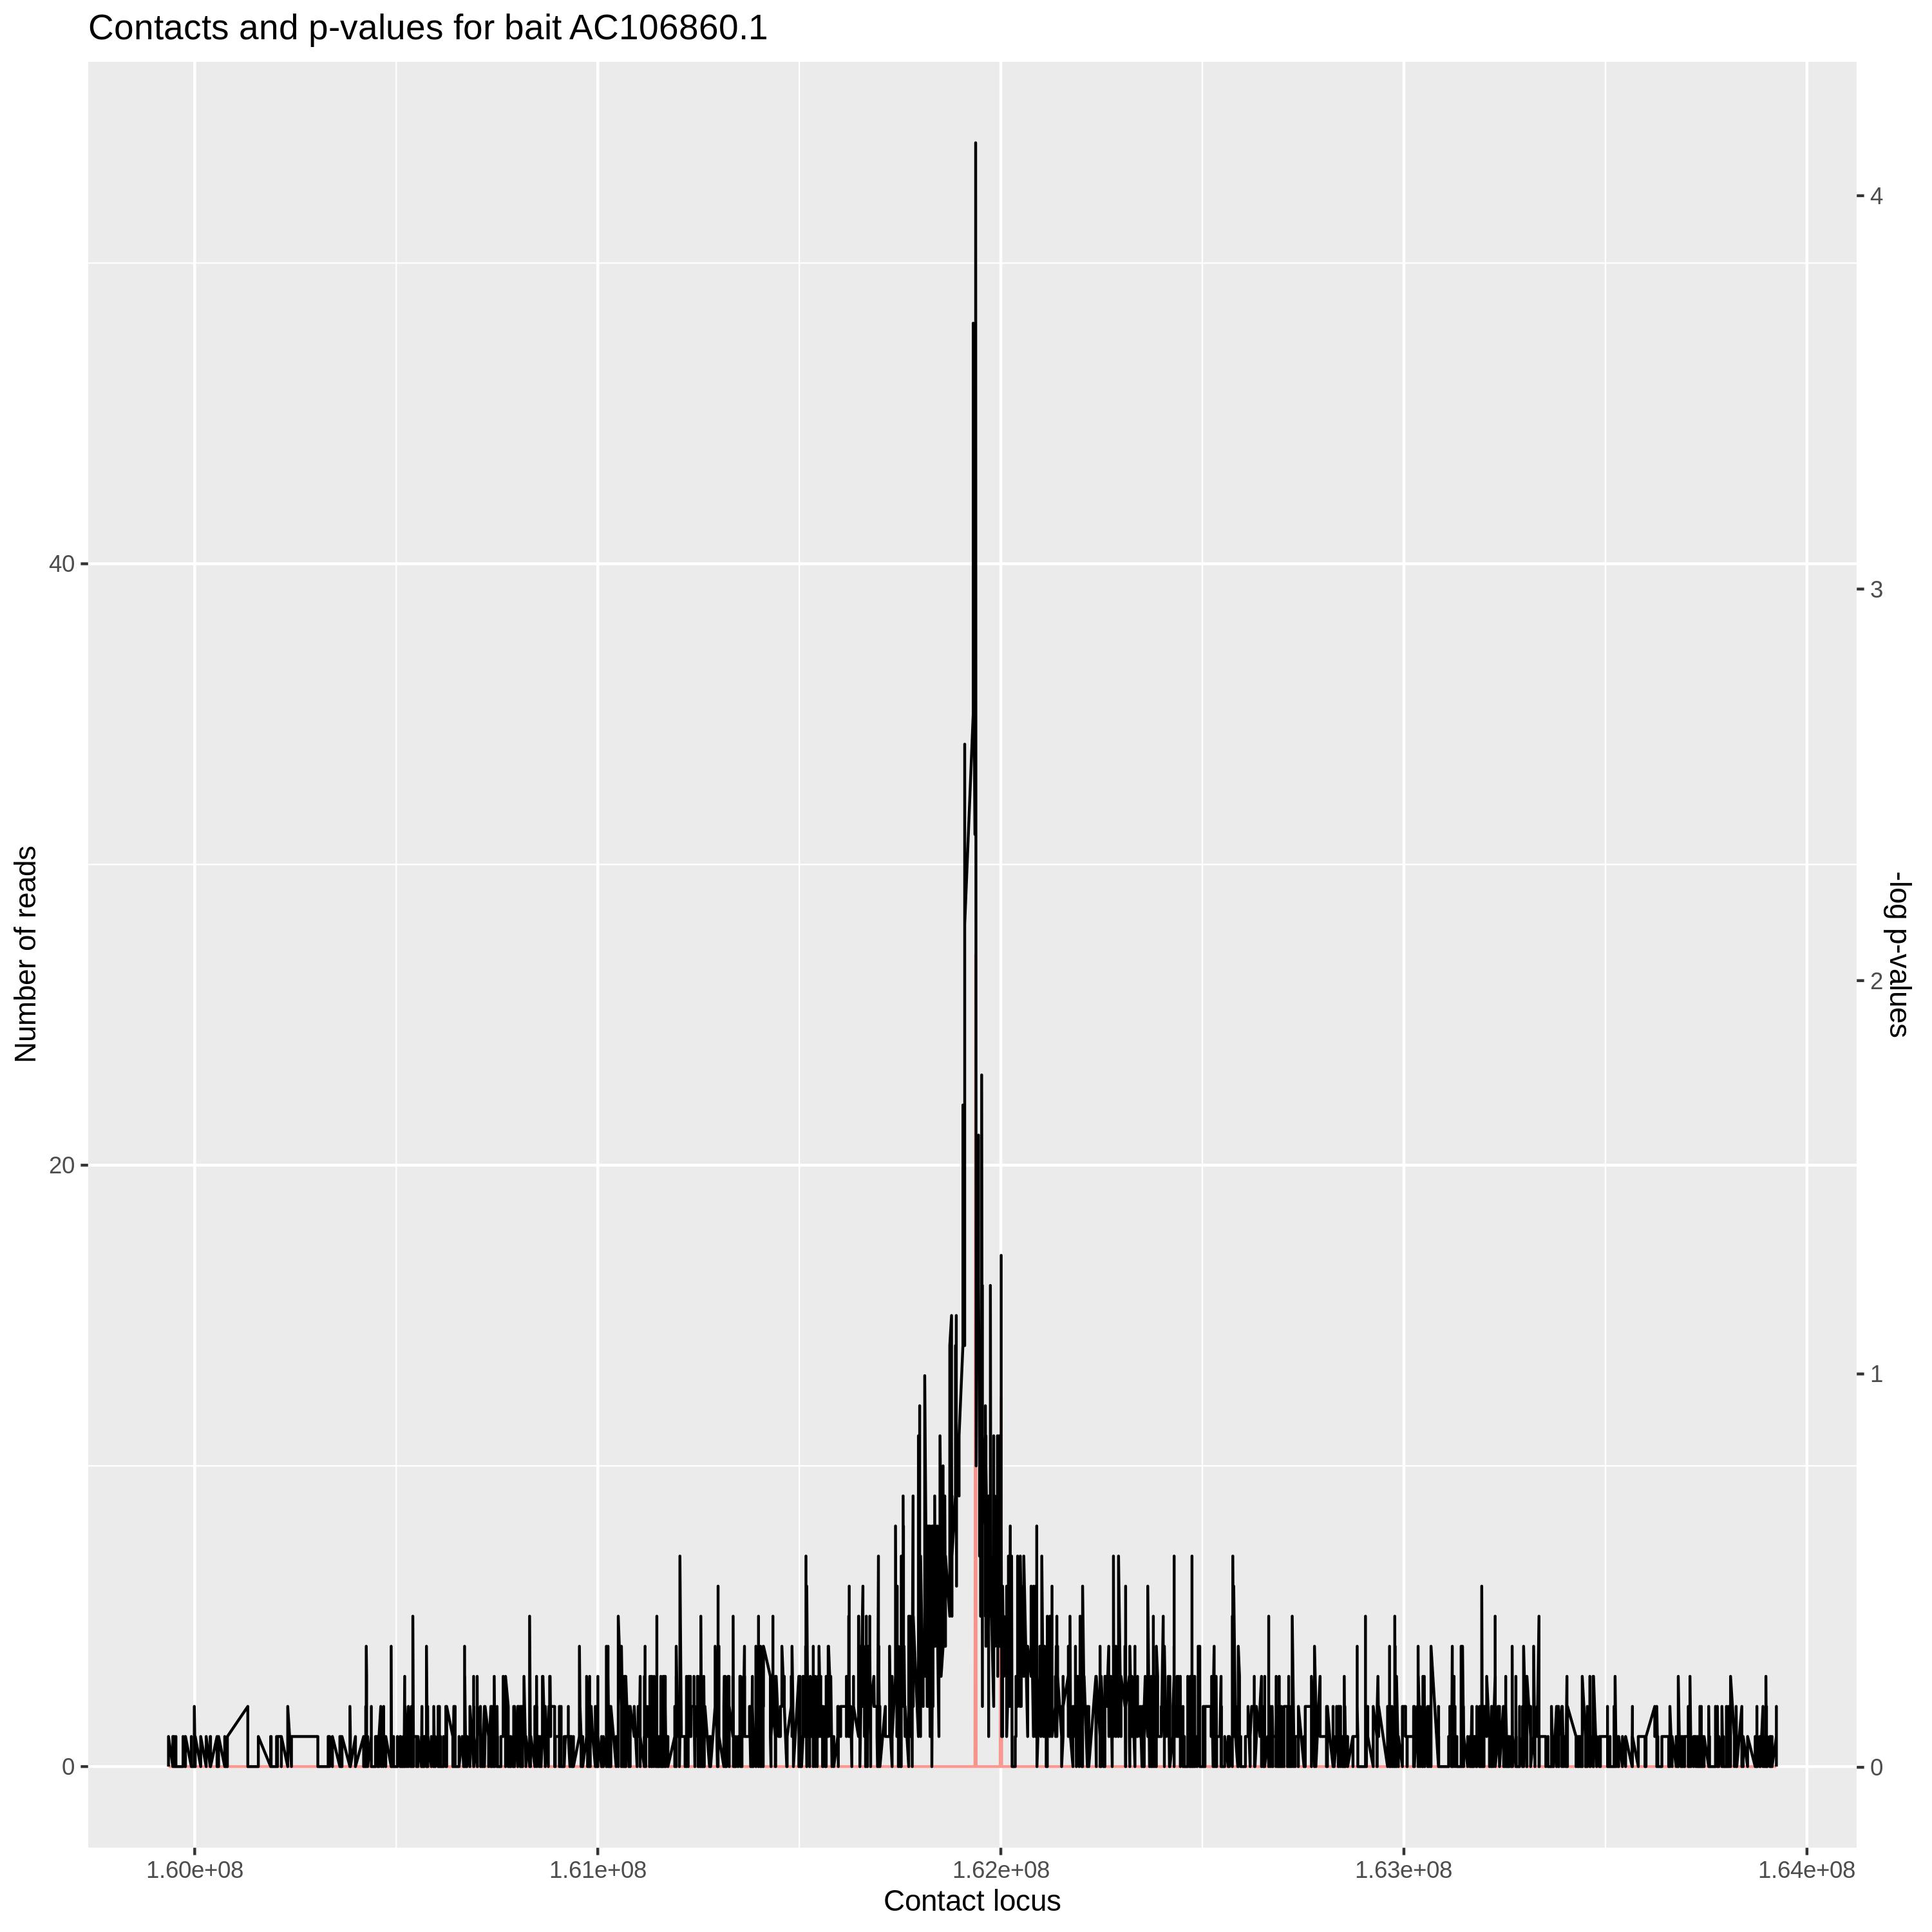 Contacts and p-values for bait AC106860.1
Number of reads
40
20
0
4
3
2
1
0
-log p-values
1.60e+08
1.61e+08
1.62e+08
1.63e+08
1.64e+08
Contact locus